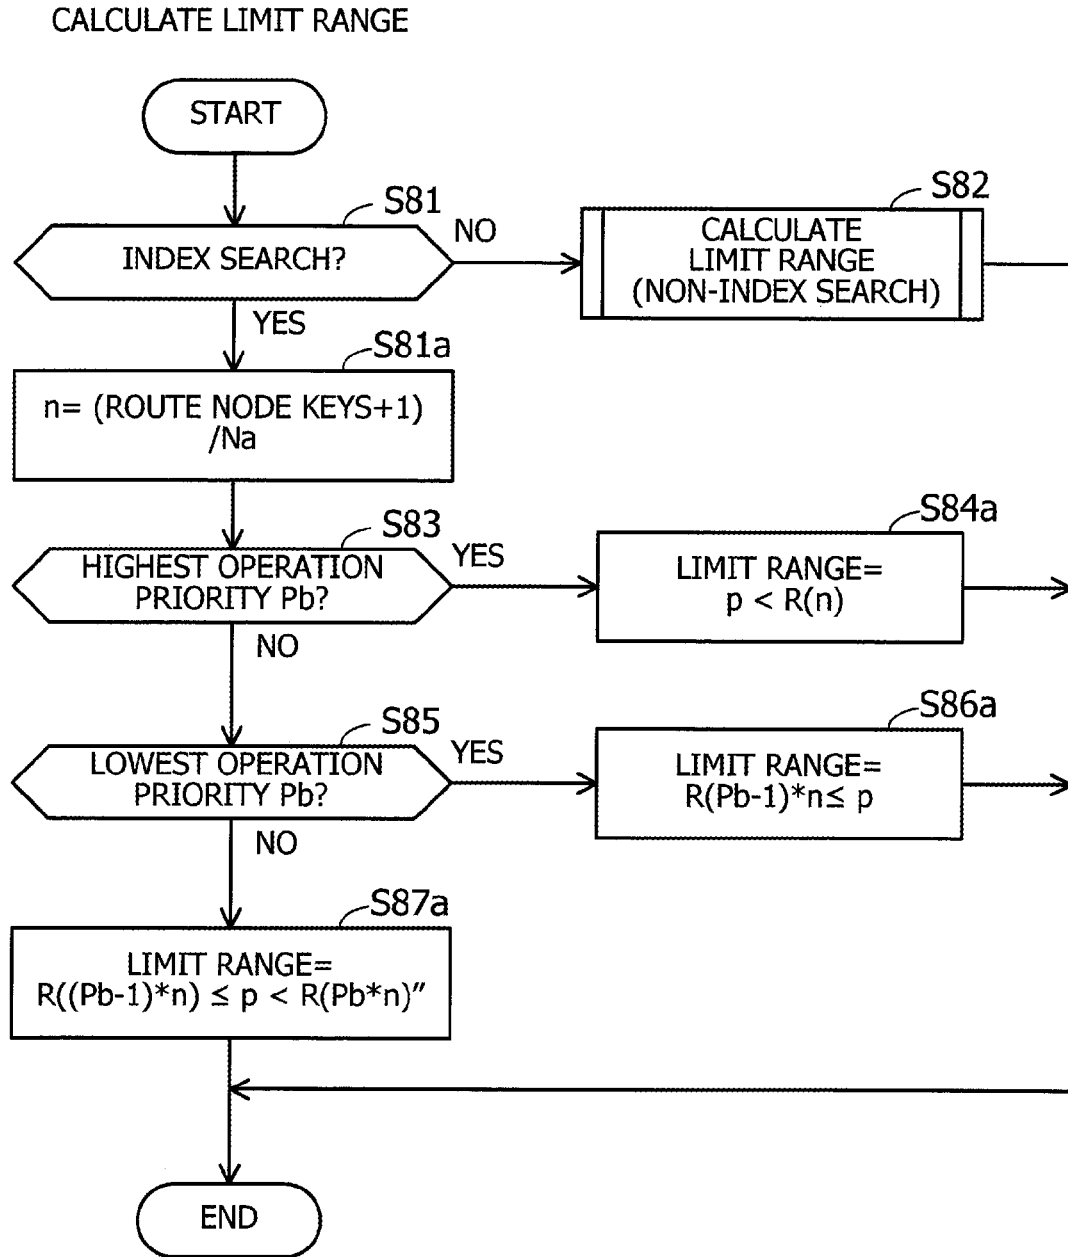 CALCULATE LIMIT RANGE
START
S81
INDEX SEARCH?
NO
S82
CALCULATE
LIMIT RANGE
(NON-INDEX SEARCH)
YES
S81a
n= (ROUTE NODE KEYS+1)
/Na
S83
HIGHEST OPERATION
PRIORITY Pb?
YES
S84a
LIMIT RANGE=
p < R(n)
NO
S85
LOWEST OPERATION
PRIORITY Pb?
YES
S86a
LIMIT RANGE=
R(Pb-1)*n≤ p
NO
S87a
LIMIT RANGE=
R((Pb-1)*n) ≤ p < R(Pb*n)″
END